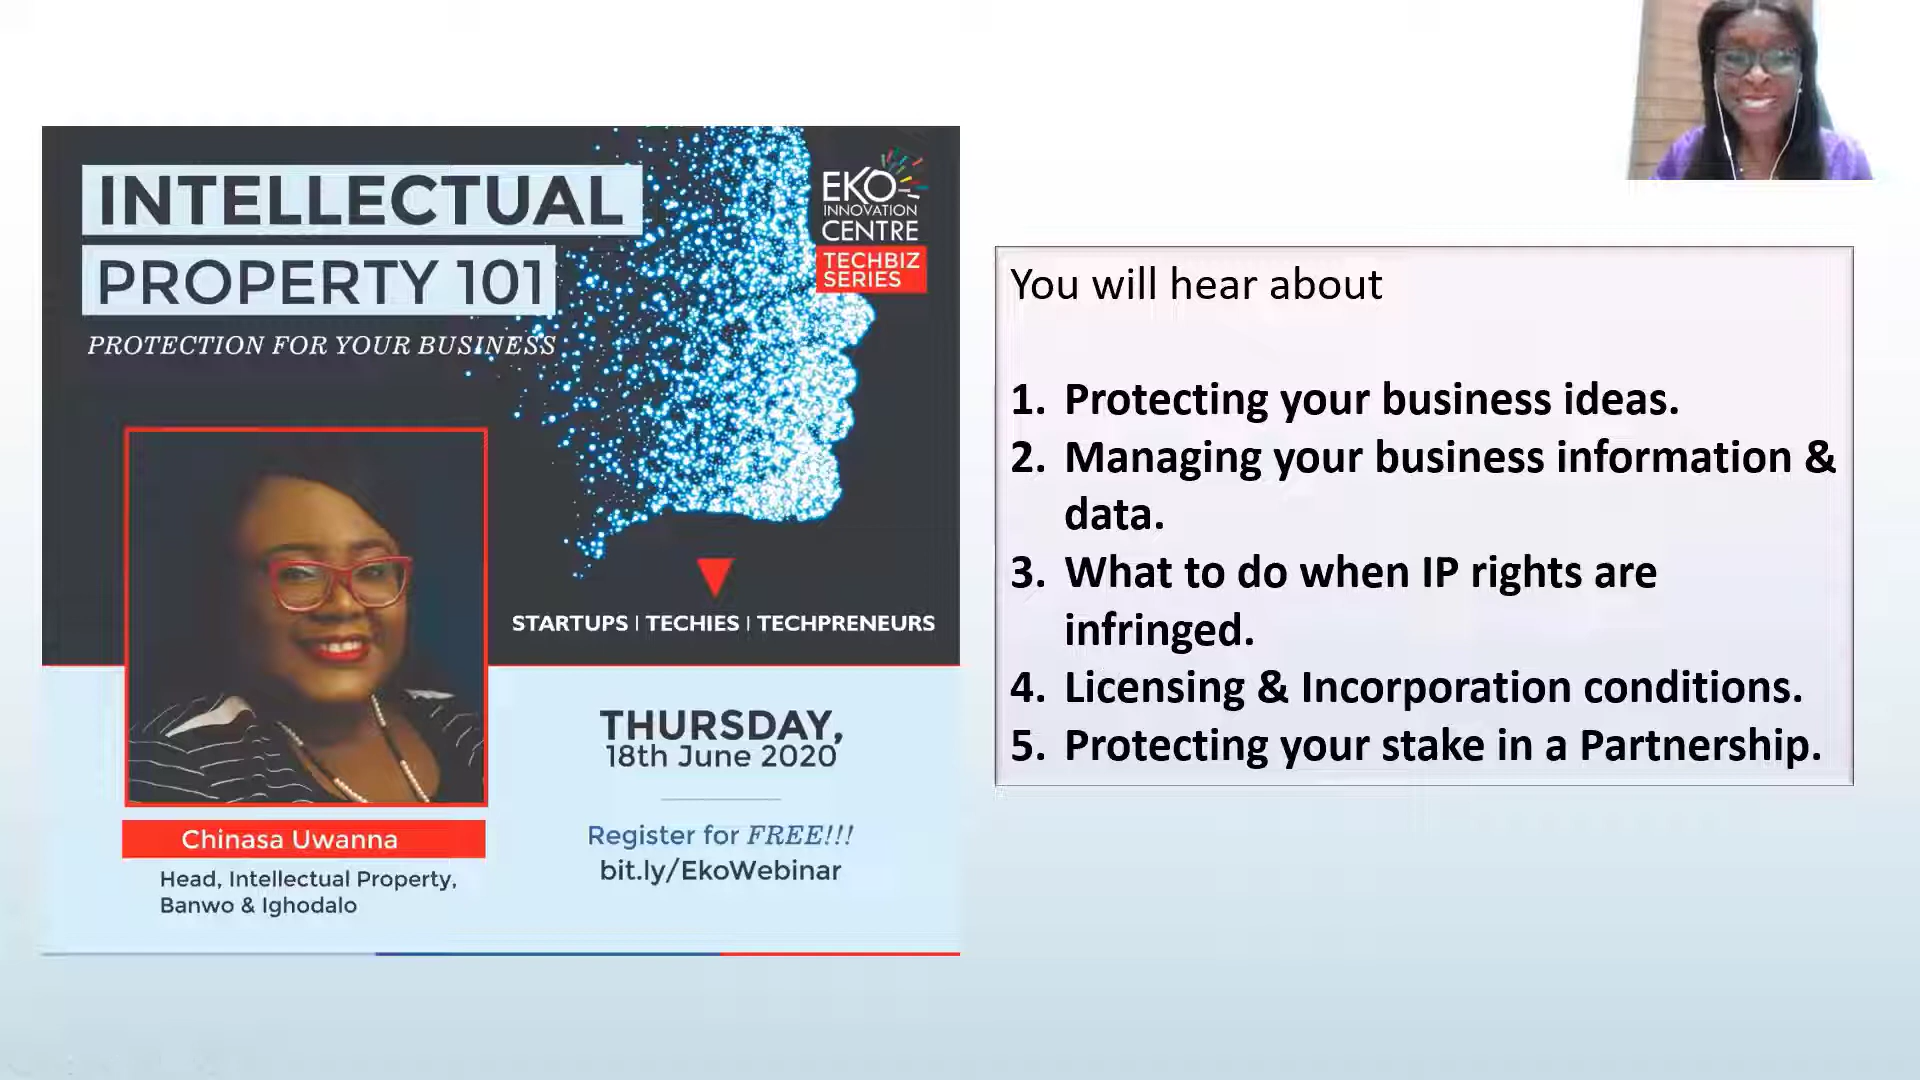 INTELLECTUAL
PROPERTY 101
PROTECTION FOR YOUR BUSINESS
EKO
INNOVATION
CENTRE
TECHBIZ
SERIES
STARTUPS | TECHIES | TECHPRENEURS
Chinasa Uwanna
Head, Intellectual Property,
Banwo & Ighodalo
THURSDAY,
18th June 2020
Register for FREE!!!
bit.ly/EkoWebinar
You will hear about
1. Protecting your business ideas.
2. Managing your business information &
data.
3. What to do when IP rights are
infringed.
4. Licensing & Incorporation conditions.
5. Protecting your stake in a Partnership.